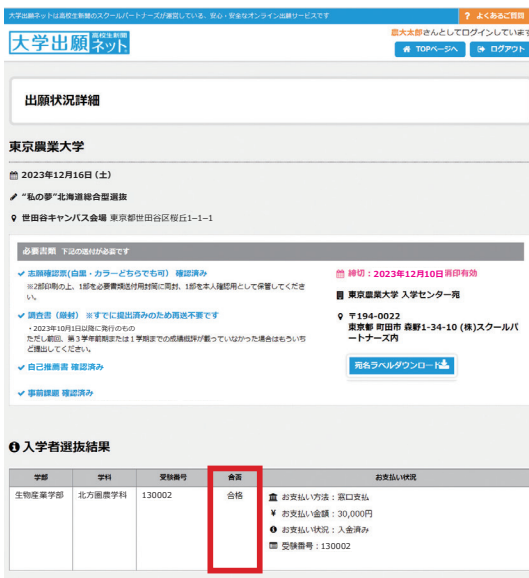 大学出願ネットは高校生新聞のスクールパートナーズが運営している、安心・安全なオンライン出願サービスです
? よくあるご質問
大学出願ネット
高校生新聞
農大太郎さんとしてログインしています
TOPページへ
ログアウト
出願状況詳細
東京農業大学
2023年12月16日(土)
“私の夢”北海道総合型選抜
世田谷キャンパス会場 東京都世田谷区桜丘1−1−1
必要書類 下記の送付が必要です
志願確認票(白黒・カラーどちらでも可) 確認済み
※2部印刷の上、1部を必要書類送付用封筒に同封、1部を本人確認用として保管してくださ
い。
調査書（厳封） ※すでに提出済みのため再送不要です
・2023年10月1日以降に発行のもの
ただし前回、第３学年前期または１学期までの成績概評が載っていなかった場合はもういち
ど提出してください。
自己推薦書 確認済み
事前課題 確認済み
締切：2023年12月10日消印有効
東京農業大学 入学センター宛
〒194-0022
東京都 町田市 森野1-34-10 (株)スクールパ
ートナーズ内
宛名ラベルダウンロード
入学者選抜結果
学部 学科 受験番号 合否 お支払い状況
生物産業学部 北方圏農学科 130002 合格 お支払い方法：窓口支払
¥ お支払い金額：30,000円
お支払い状況：入金済み
受験番号：130002